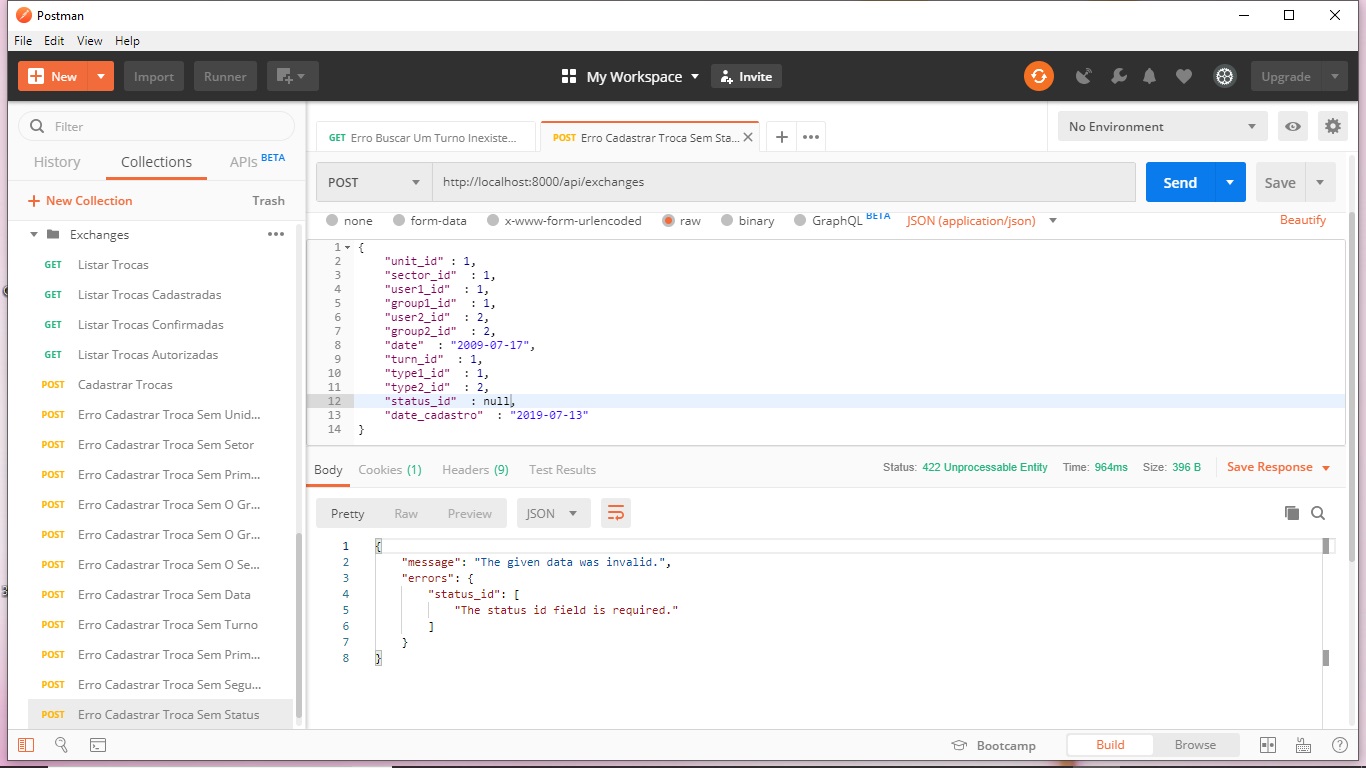 Postman
File Edit View Help
New Import Runner My Workspace Invite Upgrade
Filter
History Collections APIs BETA
New Collection Trash
Exchanges
GET Listar Trocas
GET Listar Trocas Cadastradas
GET Listar Trocas Confirmadas
GET Listar Trocas Autorizadas
POST Cadastrar Trocas
POST Erro Cadastrar Troca Sem Unid...
POST Erro Cadastrar Troca Sem Setor
POST Erro Cadastrar Troca Sem Prim...
POST Erro Cadastrar Troca Sem O Gr...
POST Erro Cadastrar Troca Sem O Gr...
POST Erro Cadastrar Troca Sem O Se...
POST Erro Cadastrar Troca Sem Data
POST Erro Cadastrar Troca Sem Turno
POST Erro Cadastrar Troca Sem Prim...
POST Erro Cadastrar Troca Sem Segu...
POST Erro Cadastrar Troca Sem Status
GET Erro Buscar Um Turno Inexiste... POST Erro Cadastrar Troca Sem Sta... No Environment
POST http://localhost:8000/api/exchanges Send Save
none form-data x-www-form-urlencoded raw binary GraphQL BETA JSON (application/json) Beautify
1 {
2 "unit_id" : 1,
3 "sector_id" : 1,
4 "user1_id" : 1,
5 "group1_id" : 1,
6 "user2_id" : 2,
7 "group2_id" : 2,
8 "date" : "2009-07-17",
9 "turn_id" : 1,
10 "type1_id" : 1,
11 "type2_id" : 2,
12 "status_id" : null,
13 "date_cadastro" : "2019-07-13"
14 }
Body Cookies (1) Headers (9) Test Results Status: 422 Unprocessable Entity Time: 964ms Size: 396 B Save Response
Pretty Raw Preview JSON
1 {
2 "message": "The given data was invalid.",
3 "errors": {
4 "status_id": [
5 "The status id field is required."
6 ]
7 }
8 }
Bootcamp Build Browse